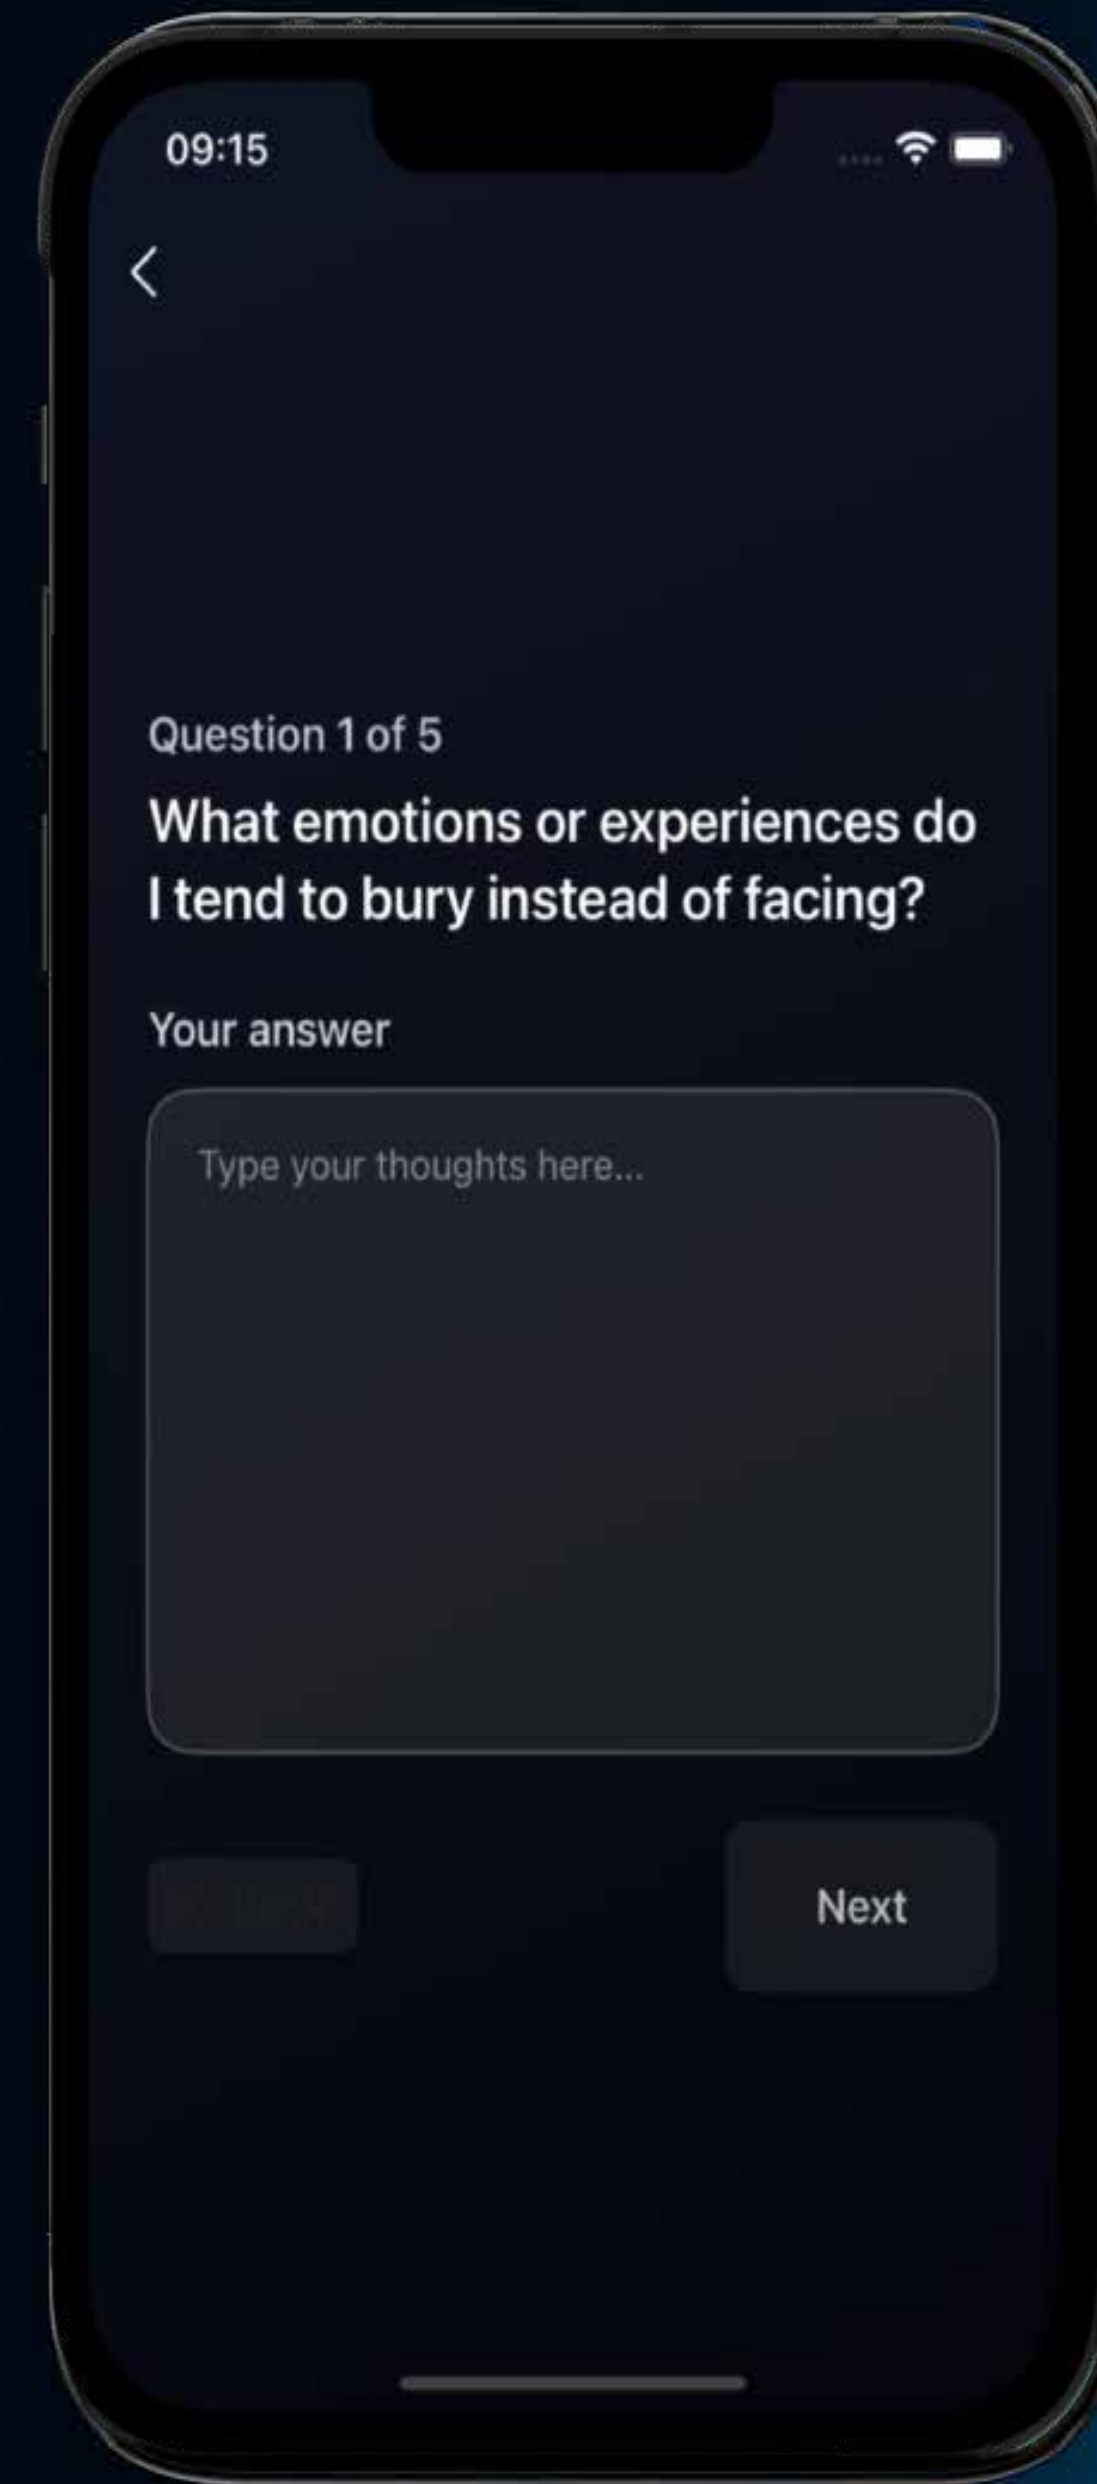 09:15
Question 1 of 5
What emotions or experiences do
I tend to bury instead of facing?
Your answer
Type your thoughts here...
Next